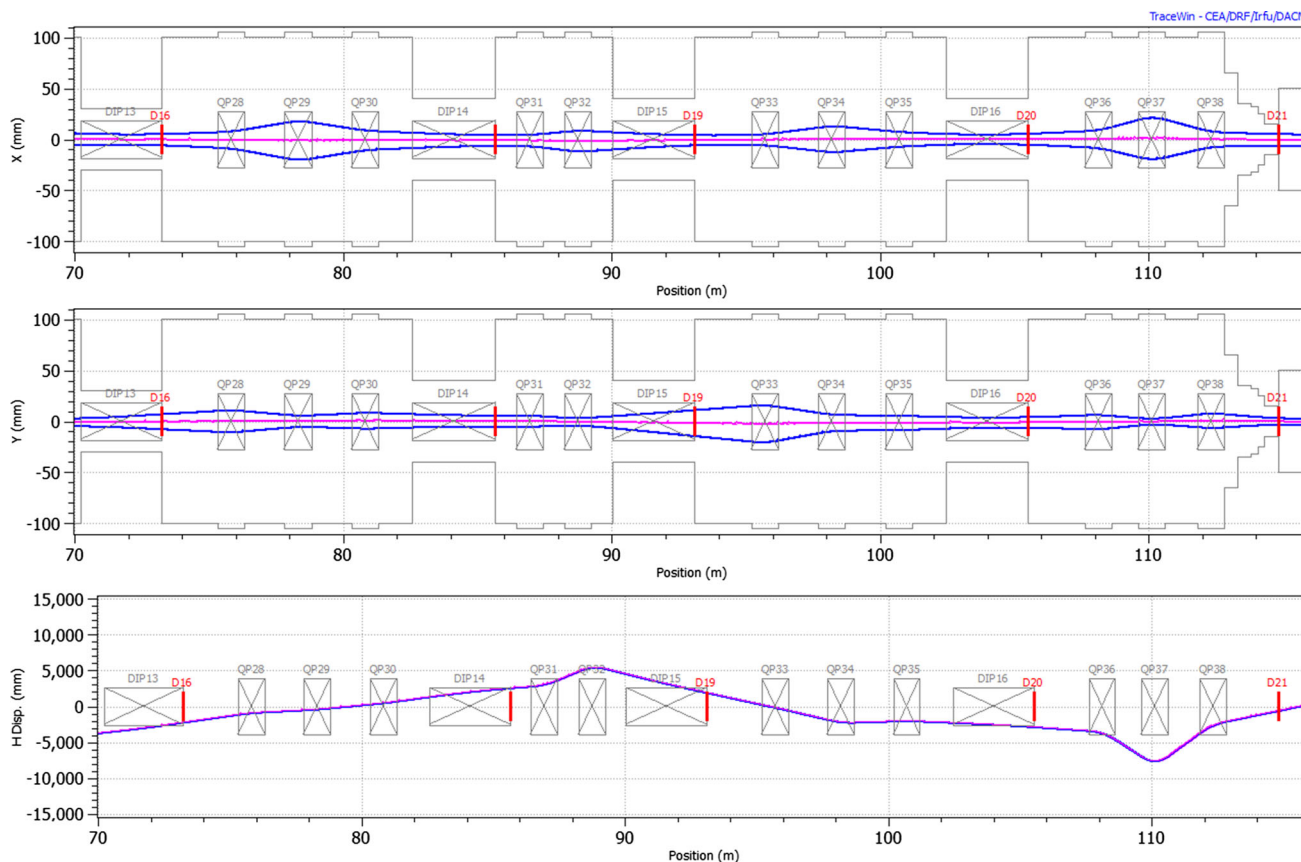 TraceWin - CEA/DRF/Irfu/DACM
X (mm)
100
50
0
-50
-100
DIP13 D16 QP28 QP29 QP30 DIP14 QP31 QP32 DIP15 D19 QP33 QP34 QP35 DIP16 D20 QP36 QP37 QP38 D21
70 80 90 100 110
Position (m)
Y (mm)
100
50
0
-50
-100
DIP13 D16 QP28 QP29 QP30 DIP14 QP31 QP32 DIP15 D19 QP33 QP34 QP35 DIP16 D20 QP36 QP37 QP38 D21
70 80 90 100 110
Position (m)
H Disp. (mm)
15,000
10,000
5,000
0
-5,000
-10,000
-15,000
DIP13 D16 QP28 QP29 QP30 DIP14 QP31 QP32 DIP15 D19 QP33 QP34 QP35 DIP16 D20 QP36 QP37 QP38 D21
70 80 90 100 110
Position (m)